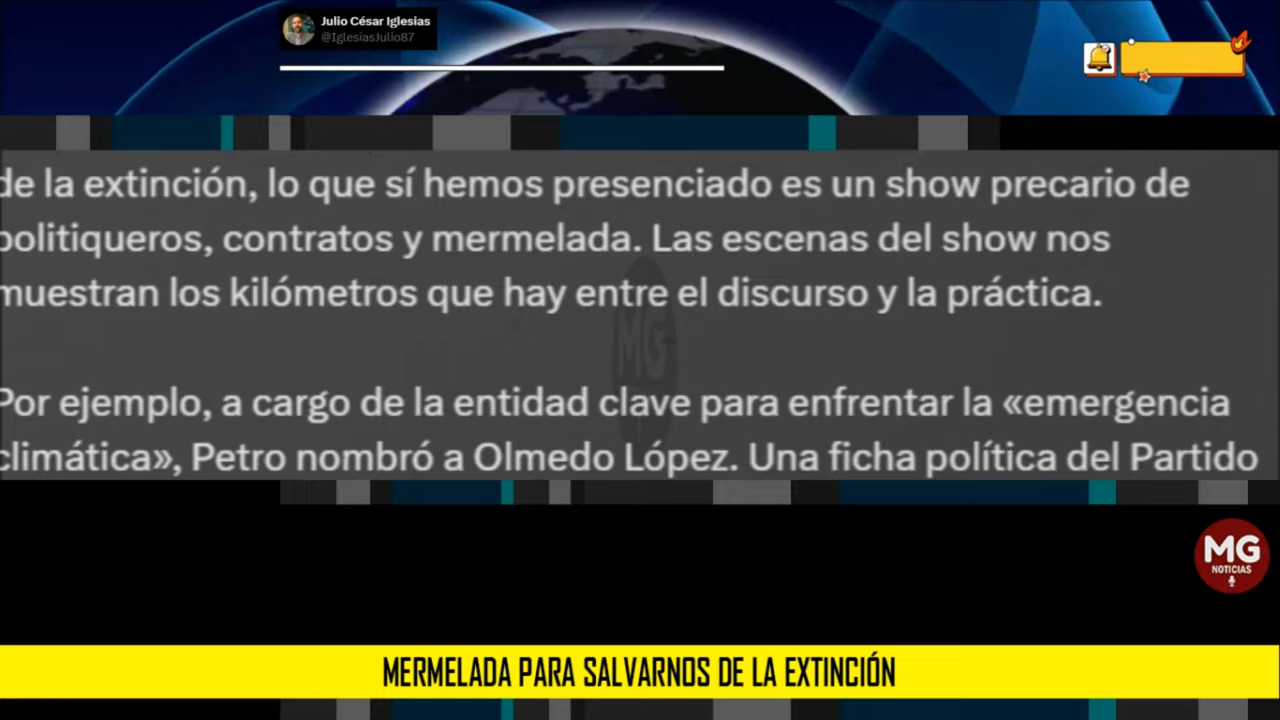 Julio César Iglesias
@IglesiasJulio87
de la extinción, lo que sí hemos presenciado es un show precario de
politiqueros, contratos y mermelada. Las escenas del show nos
muestran los kilómetros que hay entre el discurso y la práctica.
Por ejemplo, a cargo de la entidad clave para enfrentar la «emergencia
climática», Petro nombró a Olmedo López. Una ficha política del Partido
MG
MG
NOTICIAS
MERMELADA PARA SALVARNOS DE LA EXTINCIÓN